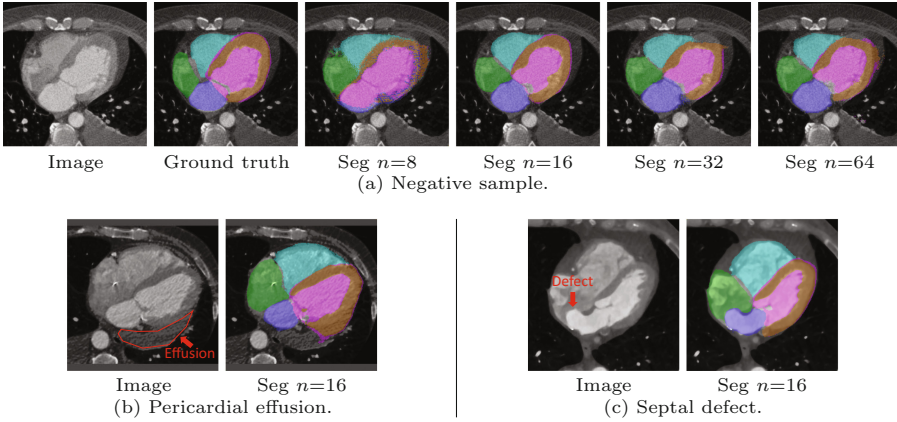 Image
Ground truth
Seg n=8
Seg n=16
Seg n=32
Seg n=64
(a) Negative sample.
Effusion
Image
Seg n=16
(b) Pericardial effusion.
Defect
Image
Seg n=16
(c) Septal defect.